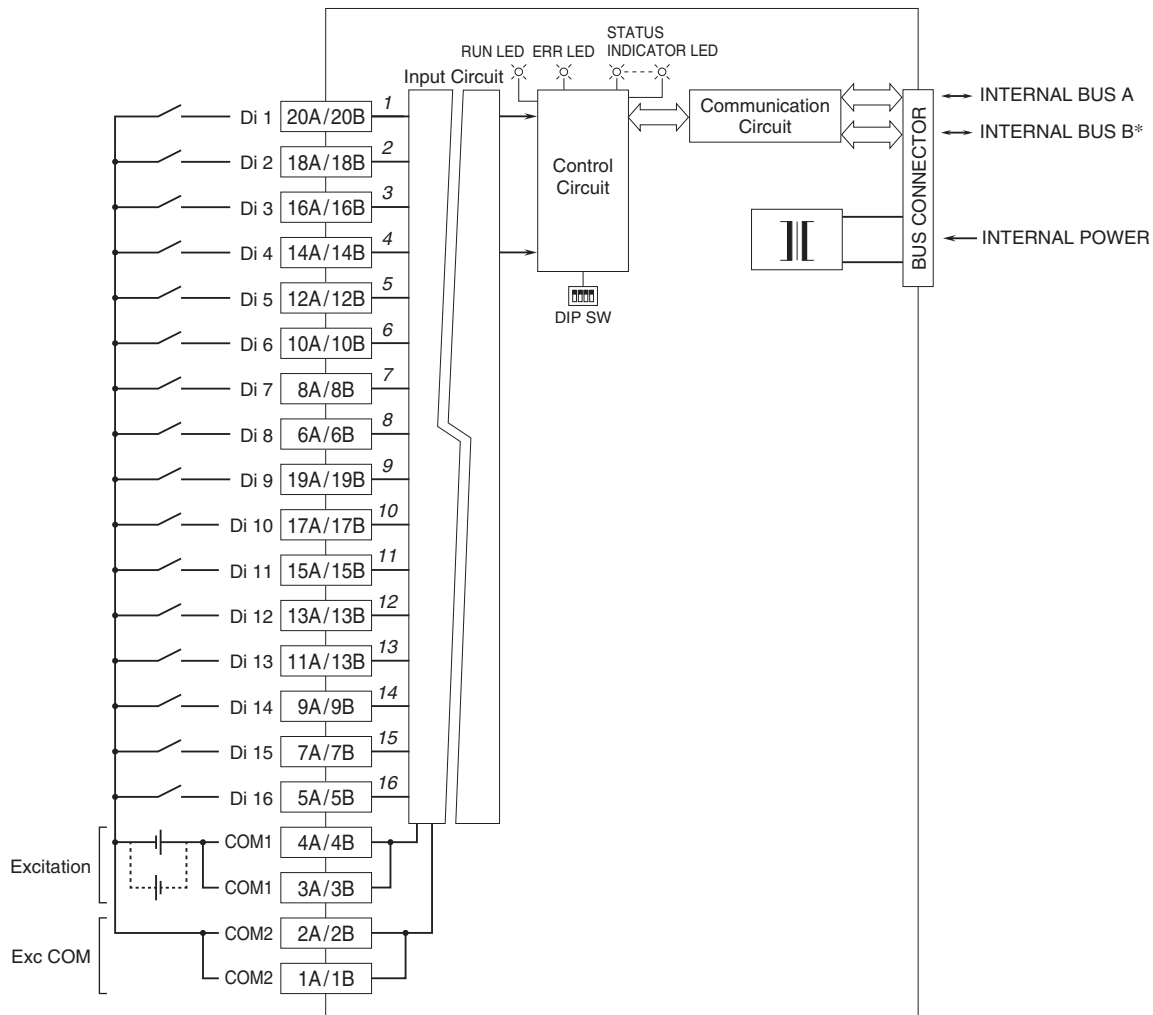 STATUS
RUN LED ERR LED INDICATOR LED
Input Circuit
Di 1 20A/20B 1
Di 2 18A/18B 2
Di 3 16A/16B 3
Di 4 14A/14B 4
Di 5 12A/12B 5
Di 6 10A/10B 6
Di 7 8A/8B 7
Di 8 6A/6B 8
Di 9 19A/19B 9
Di 10 17A/17B 10
Di 11 15A/15B 11
Di 12 13A/13B 12
Di 13 11A/13B 13
Di 14 9A/9B 14
Di 15 7A/7B 15
Di 16 5A/5B 16
Excitation
COM1 4A/4B
COM1 3A/3B
Exc COM
COM2 2A/2B
COM2 1A/1B
Control
Circuit
DIP SW
Communication
Circuit
BUS CONNECTOR
INTERNAL BUS A
INTERNAL BUS B*
INTERNAL POWER